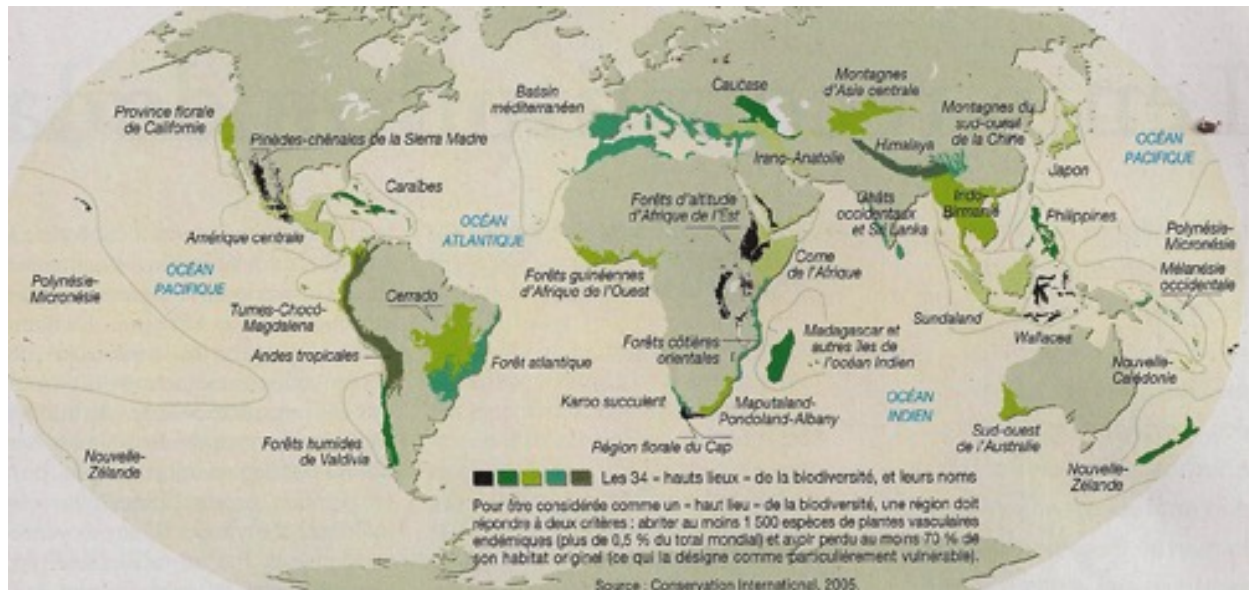 Province florale
de Californie
Pinèdes-chênaies de la Sierra Madre
Caraïbes
Amérique centrale
OCÉAN
ATLANTIQUE
OCÉAN
PACIFIQUE
Polynésie-
Micronésie
Tumes-Chocó-
Magdalena
Andes tropicales
Cerrado
Forêt atlantique
Forêts humides
de Valdivia
Nouvelle-
Zélande
Bassin
méditerranéen
Caucase
Montagnes
d'Asie centrale
Montagnes du
sud-ouest
de la Chine
Irano-Anatolie
Himalaya
Japon
OCÉAN
PACIFIQUE
Forêts d'altitude
d'Afrique de l'Est
Ghâts
occidentaux
et Sri Lanka
Indo-
Birmanie
Philippines
Polynésie-
Micronésie
Mélanésie
occidentale
Forêts guinéennes
d'Afrique de l'Ouest
Corne
de l'Afrique
Sundaland
Wallacea
Forêts côtières
orientales
Madagascar et
autres îles de
l'océan Indien
Nouvelle-
Calédonie
Karoo succulent
Maputaland-
Pondoland-Albany
OCÉAN
INDIEN
Région florale du Cap
Sud-ouest
de l'Australie
Nouvelle-
Zélande
Les 34 « hauts lieux » de la biodiversité, et leurs noms
Pour être considérée comme un « haut lieu » de la biodiversité, une région doit
répondre à deux critères : abriter au moins 1 500 espèces de plantes vasculaires
endémiques (plus de 0,5 % du total mondial) et avoir perdu au moins 70 % de
son habitat originel (ce qui la désigne comme particulièrement vulnérable).
Source : Conservation International, 2005.